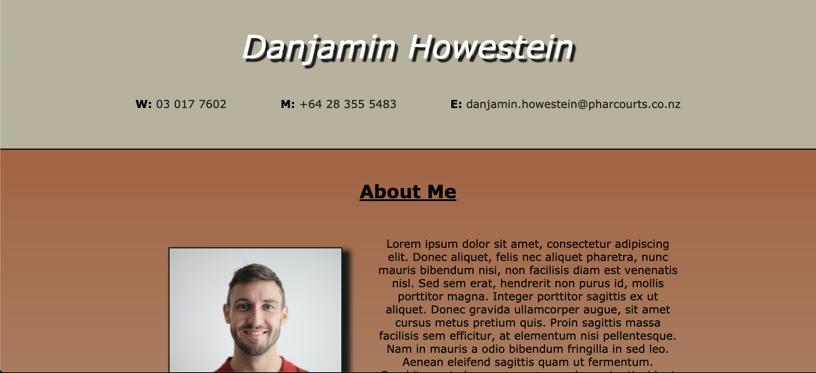 Danjamin Howestein
W: 03 017 7602 M: +64 28 355 5483 E: danjamin.howestein@pharcourts.co.nz
About Me
Lorem ipsum dolor sit amet, consectetur adipiscing
elit. Donec aliquet, felis nec aliquet pharetra, nunc
mauris bibendum nisi, non facilisis diam est venenatis
nisl. Sed sem erat, hendrerit non purus id, mollis
porttitor magna. Integer porttitor sagittis ex ut
aliquet. Donec gravida ullamcorper augue, sit amet
cursus metus pretium quis. Proin sagittis massa
facilisis sem efficitur, at elementum nisi pellentesque.
Nam in mauris a odio bibendum fringilla in sed leo.
Aenean eleifend sagittis quam ut fermentum.